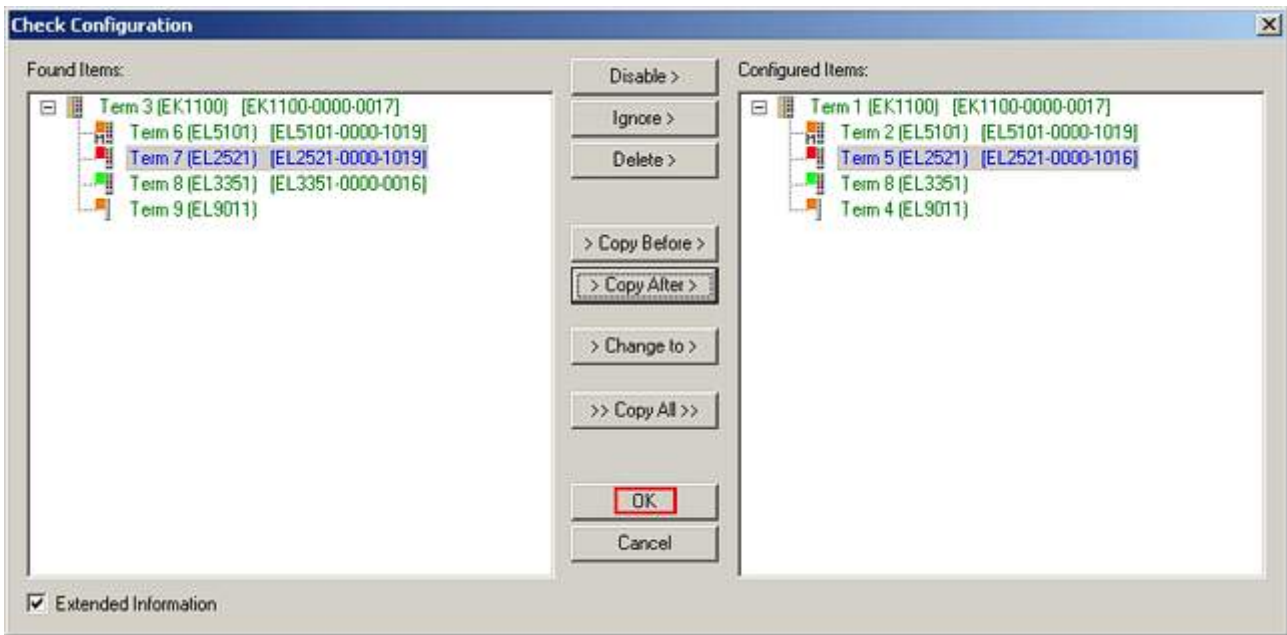 Check Configuration
Found Items:
Term 3 (EK1100) [EK1100-0000-0017]
Term 6 (EL5101) [EL5101-0000-1019]
Term 7 (EL2521) [EL2521-0000-1019]
Term 8 (EL3351) [EL3351-0000-0016]
Term 9 (EL9011)
Disable >
Ignore >
Delete >
> Copy Before >
> Copy After >
> Change to >
>> Copy All >>
OK
Cancel
Configured Items:
Term 1 (EK1100) [EK1100-0000-0017]
Term 2 (EL5101) [EL5101-0000-1019]
Term 5 (EL2521) [EL2521-0000-1016]
Term 8 (EL3351)
Term 4 (EL9011)
Extended Information